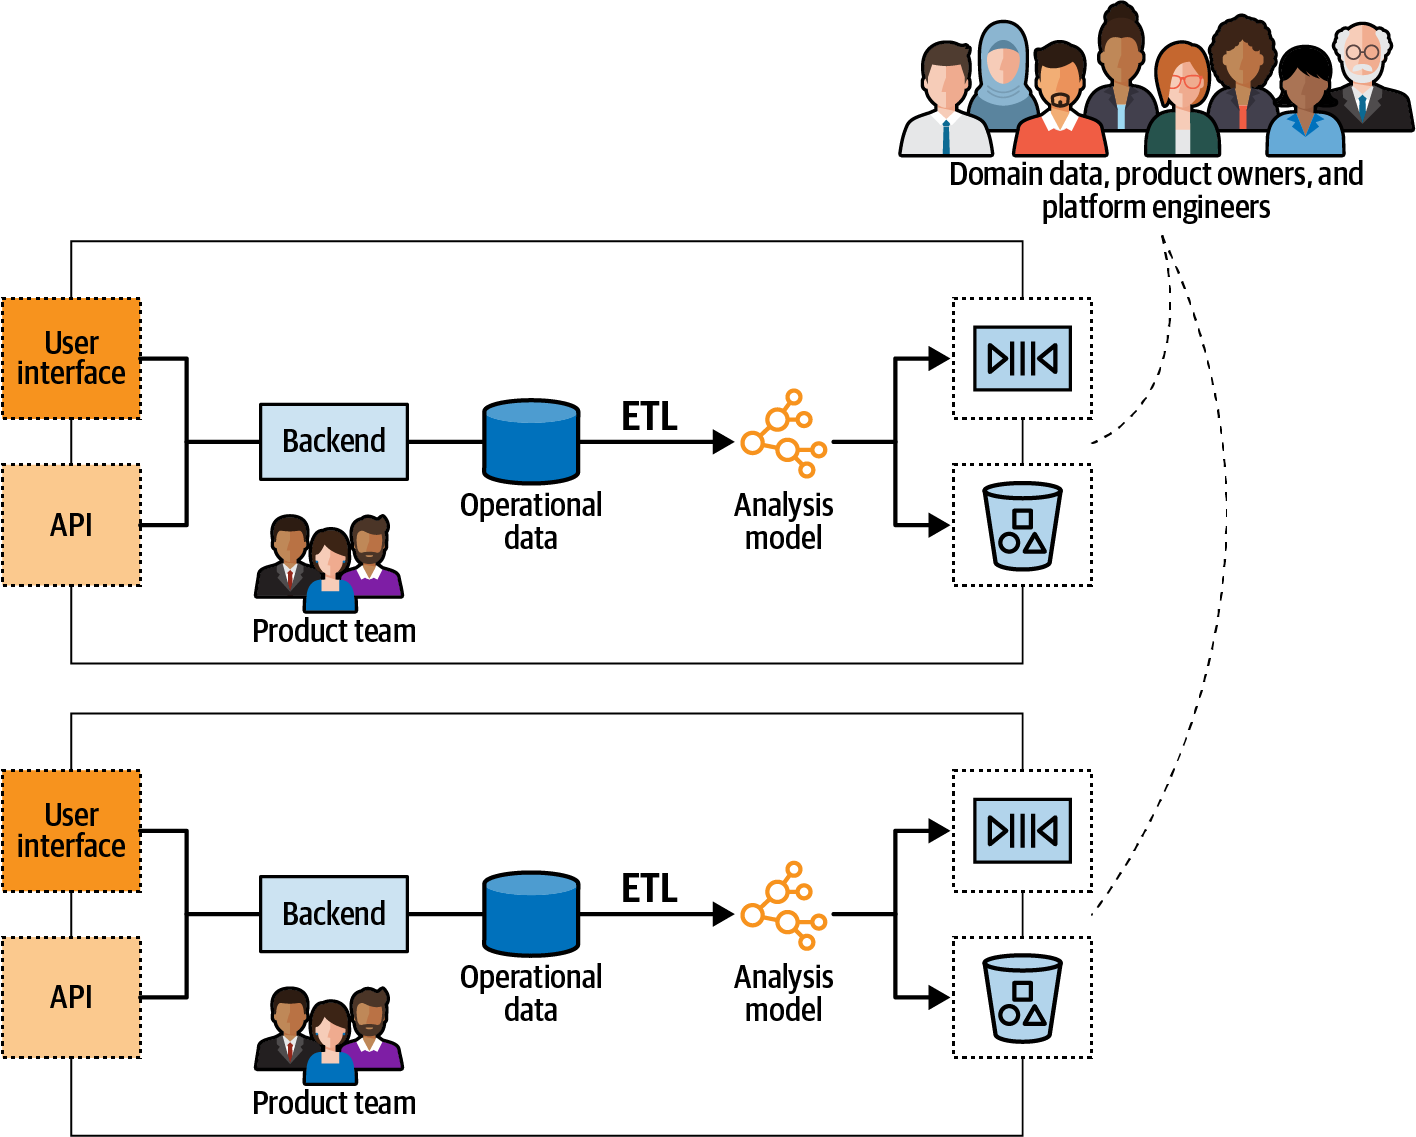 Domain data, product owners, and
platform engineers
User
interface
API
Backend
Product team
Operational
data
ETL
Analysis
model
User
interface
API
Backend
Product team
Operational
data
ETL
Analysis
model